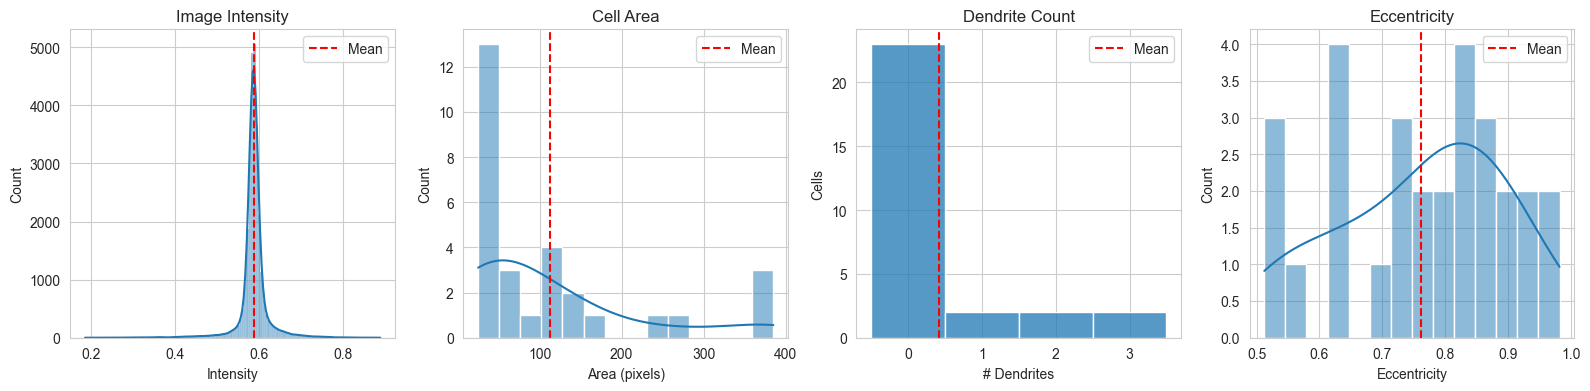 Image Intensity
Mean
5000
4000
3000
2000
1000
0
Count
0.2 0.4 0.6 0.8
Intensity
Cell Area
Mean
12
10
8
6
4
2
0
Count
100 200 300 400
Area (pixels)
Dendrite Count
Mean
20
15
10
5
0
Cells
0 1 2 3
# Dendrites
Eccentricity
Mean
4.0
3.5
3.0
2.5
2.0
1.5
1.0
0.5
0.0
Count
0.5 0.6 0.7 0.8 0.9 1.0
Eccentricity